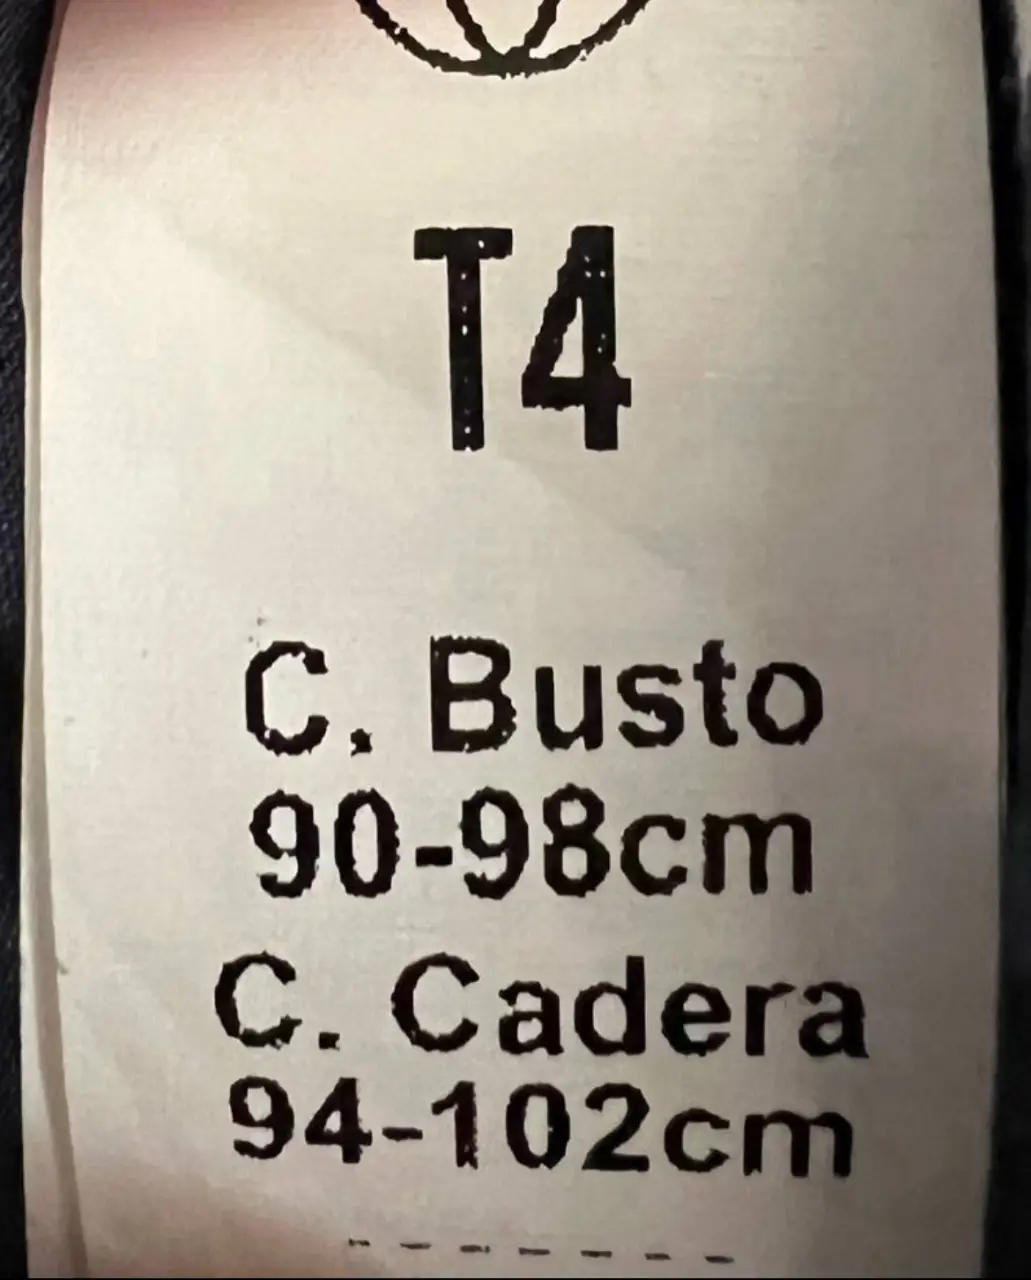 T4
C. Busto
90-98cm
C. Cadera
94-102cm